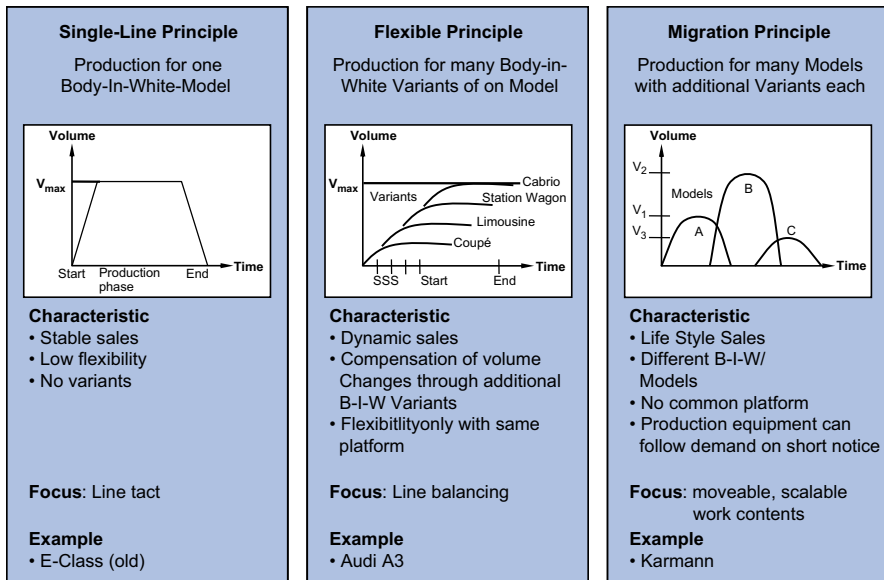 Single-Line Principle
Production for one
Body-In-White-Model
Volume
Vmax
Time
Start
Production
phase
End
Characteristic
• Stable sales
• Low flexibility
• No variants
Focus: Line tact
Example
• E-Class (old)
Flexible Principle
Production for many Body-in-
White Variants of on Model
Volume
Vmax
Variants
Cabrio
Station Wagon
Limousine
Coupé
Time
SSS
Start
End
Characteristic
• Dynamic sales
• Compensation of volume
Changes through additional
B-I-W Variants
• Flexibitlityonly with same
platform
Focus: Line balancing
Example
• Audi A3
Migration Principle
Production for many Models
with additional Variants each
Volume
V2
V1
V3
Models
A
B
C
Time
Characteristic
• Life Style Sales
• Different B-I-W/
Models
• No common platform
• Production equipment can
follow demand on short notice
Focus: moveable, scalable
work contents
Example
• Karmann